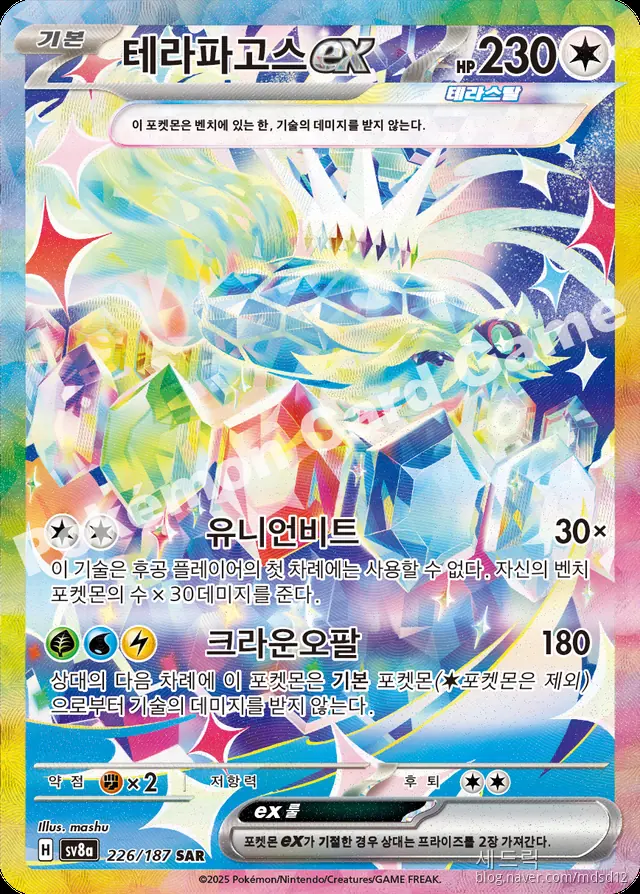 기본 테라파고스ex HP230
테라스탈
이 포켓몬은 벤치에 있는 한, 기술의 데미지를 받지 않는다.
Pokémon Card Game
유니언비트 30×
이 기술은 후공 플레이어의 첫 차례에는 사용할 수 없다. 자신의 벤치
포켓몬의 수×30데미지를 준다.
크라운오팔 180
상대의 다음 차례에 이 포켓몬은 기본 포켓몬(포켓몬은 제외)
으로부터 기술의 데미지를 받지 않는다.
약점 ×2 저항력 후퇴
ex 룰
포켓몬 ex가 기절한 경우 상대는 프라이즈를 2장 가져간다.
Illus. mashu
H sv8a 226/187 SAR
세드릭
blog.naver.com/mdsd12
©2025 Pokémon/Nintendo/Creatures/GAME FREAK.